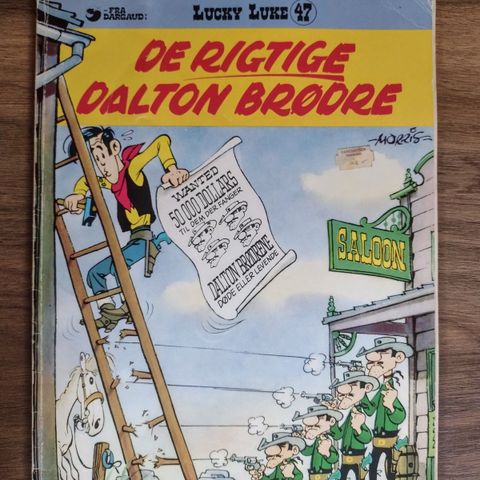 -FRA
DARGAUD:
LUCKY LUKE 47
DE RIGTIGE
DALTON BRØDRE
-MORRIS-
WANTED
50 000 DOLLARS
TIL DEM DER FANGER
DALTON BRØDRENE
DØDE ELLER LEVENDE
SALOON